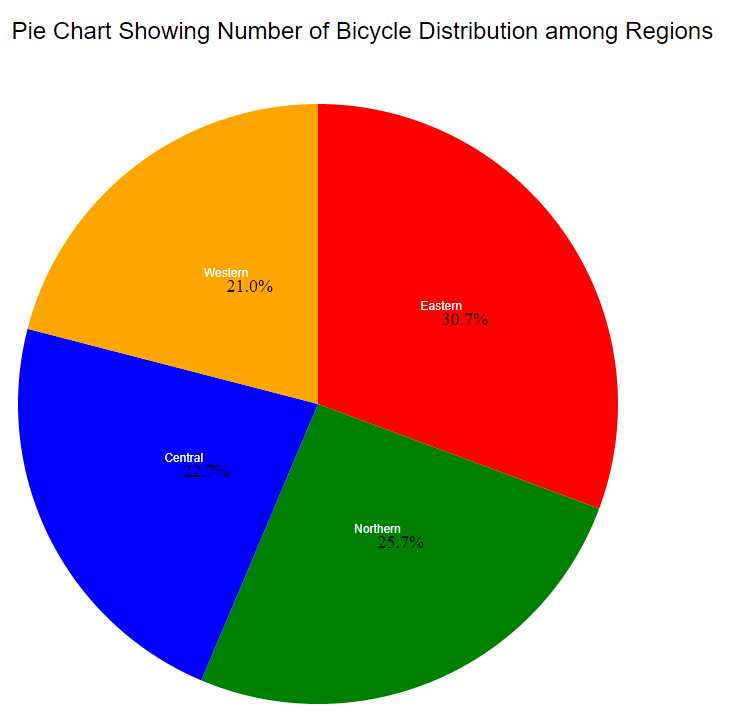 Pie Chart Showing Number of Bicycle Distribution among Regions
Western
21.0%
Eastern
30.7%
Central
22.7%
Northern
25.7%